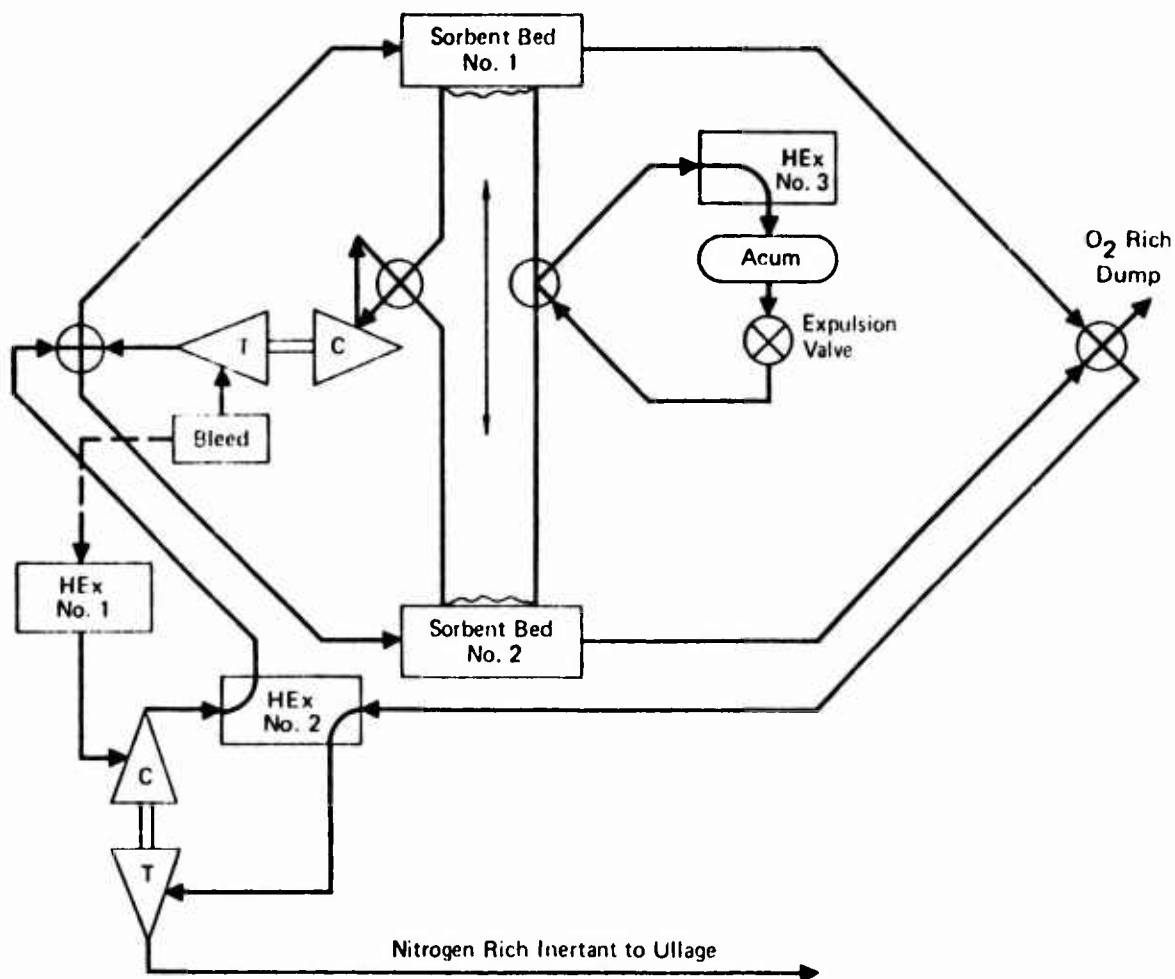 Sorbent Bed
No. 1
HEx
No. 3
O2 Rich
Dump
Acum
Expulsion
Valve
T
C
Bleed
HEx
No. 1
Sorbent Bed
No. 2
HEx
No. 2
C
T
Nitrogen Rich Inertant to Ullage